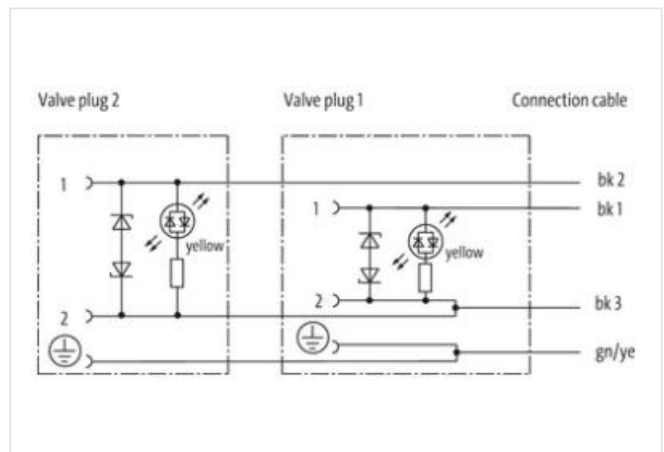 Valve plug 2
Valve plug 1
Connection cable
1
bk 2
1
bk 1
yellow
yellow
2
bk 3
2
gn/ye